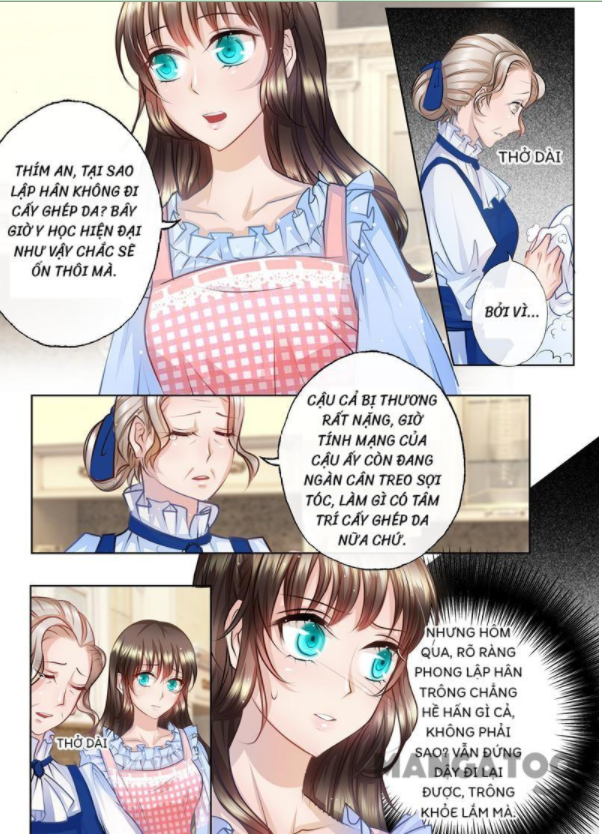 THÍM AN, TẠI SAO
LẬP HÂN KHÔNG ĐI
CẤY GHÉP DA? BÂY
GIỜ Y HỌC HIỆN ĐẠI
NHƯ VẬY CHẮC SẼ
ỔN THÔI MÀ.
THỞ DÀI
BỞI VÌ...
CẬU CẢ BỊ THƯƠNG
RẤT NẶNG, GIỜ
TÍNH MẠNG CỦA
CẬU ẤY CÒN ĐANG
NGÀN CÂN TREO SỢI
TÓC, LÀM GÌ CÓ TÂM
TRÍ CẤY GHÉP DA
NỮA CHỨ.
THỞ DÀI
NHƯNG HÔM
QUA, RÕ RÀNG
PHONG LẬP HÂN
TRÔNG CHẲNG
HỀ HẤN GÌ CẢ,
KHÔNG PHẢI
SAO? VẪN ĐỨNG
DẬY ĐI LẠI
ĐƯỢC, TRÔNG
KHỎE LẮM MÀ.
MANGATOON